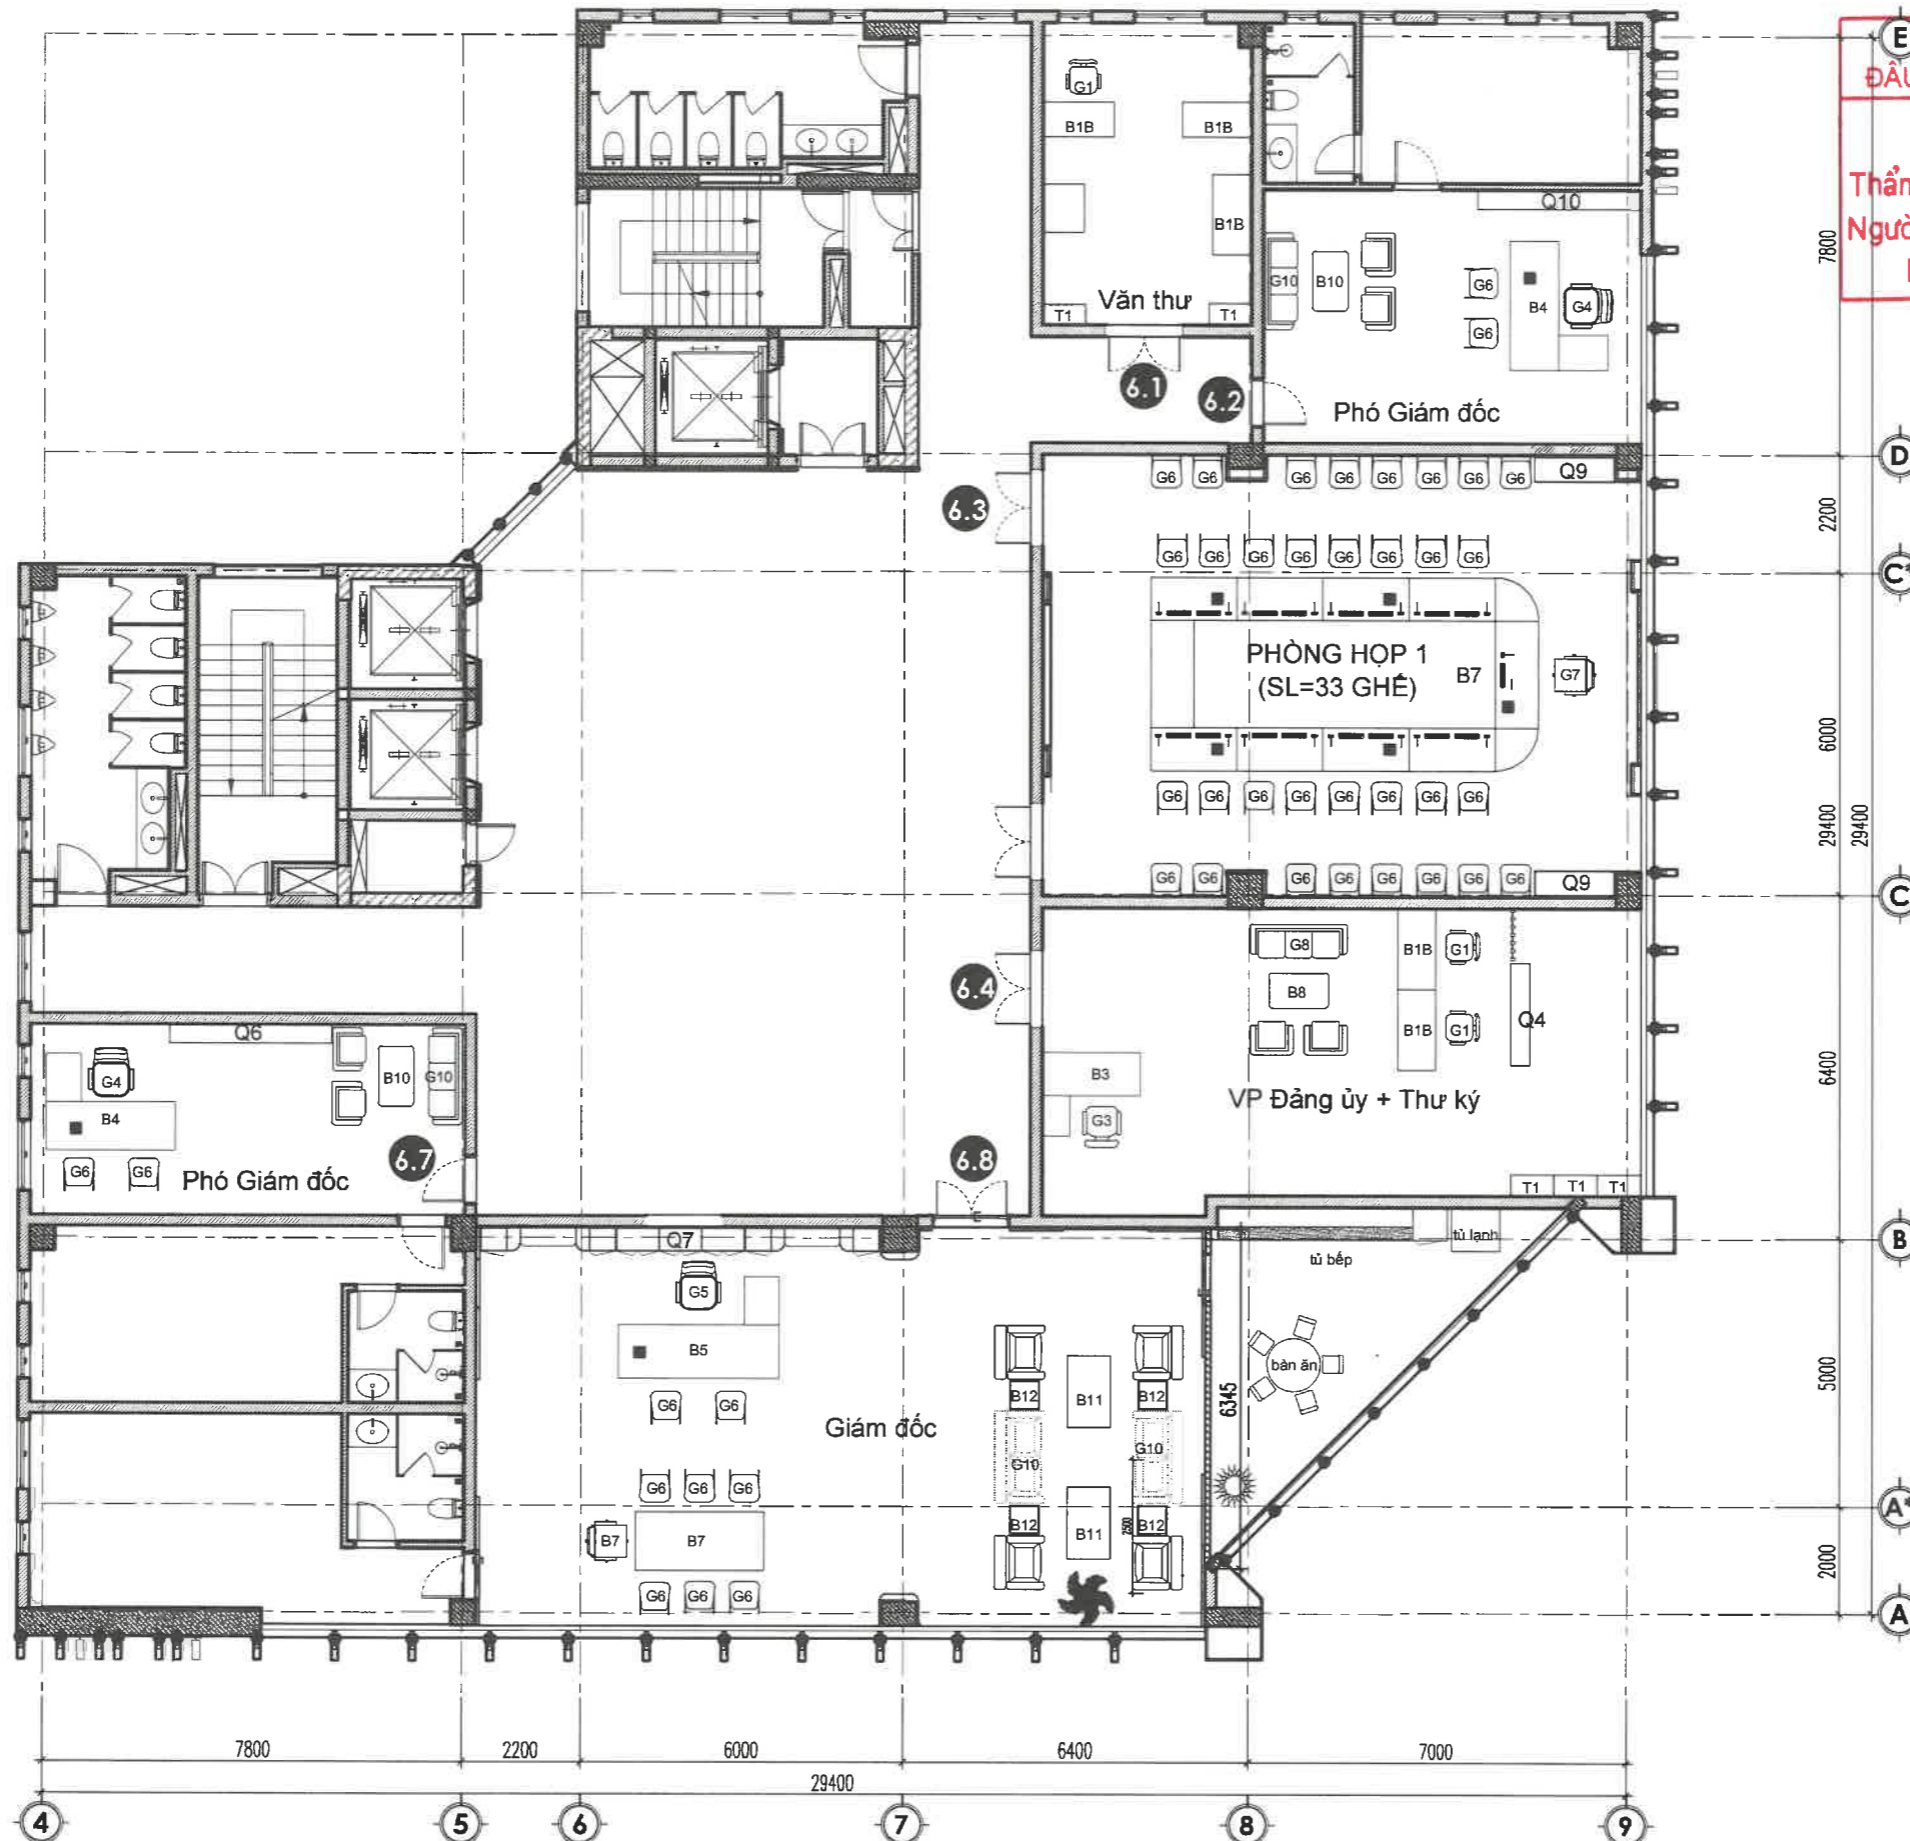 E
ĐẤU
Thẩm
Người
7800
G1
B1B
B1B
B1B
Văn thư
T1
T1
Q10
G10
B10
G6
G6
B4
G4
Phó Giám đốc
6.1
6.2
D
6.3
G6 G6 G6 G6 G6 G6 G6 G6 Q9
2200
G6 G6 G6 G6 G6 G6 G6 G6
C*
PHÒNG HỌP 1
(SL=33 GHẾ)
B7
G7
6000
29400
29400
G6 G6 G6 G6 G6 G6 G6 G6
G6 G6 G6 G6 G6 G6 G6 G6 Q9
C
G8
B8
B1B
G1
B1B
G1
Q4
6.4
B3
G3
VP Đảng ủy + Thư ký
T1 T1 T1
6400
Q6
G4
B4
B10
G10
G6
G6
Phó Giám đốc
6.7
6.8
B
Q7
G5
B5
G6
G6
Giám đốc
tủ lạnh
tủ bếp
bàn ăn
6345
5000
B12
B11
B12
G10
G10
B12
B11
B12
2500
G6 G6 G6
B7
B7
G6 G6 G6
A*
2000
A
7800
2200
6000
6400
7000
29400
4
5
6
7
8
9